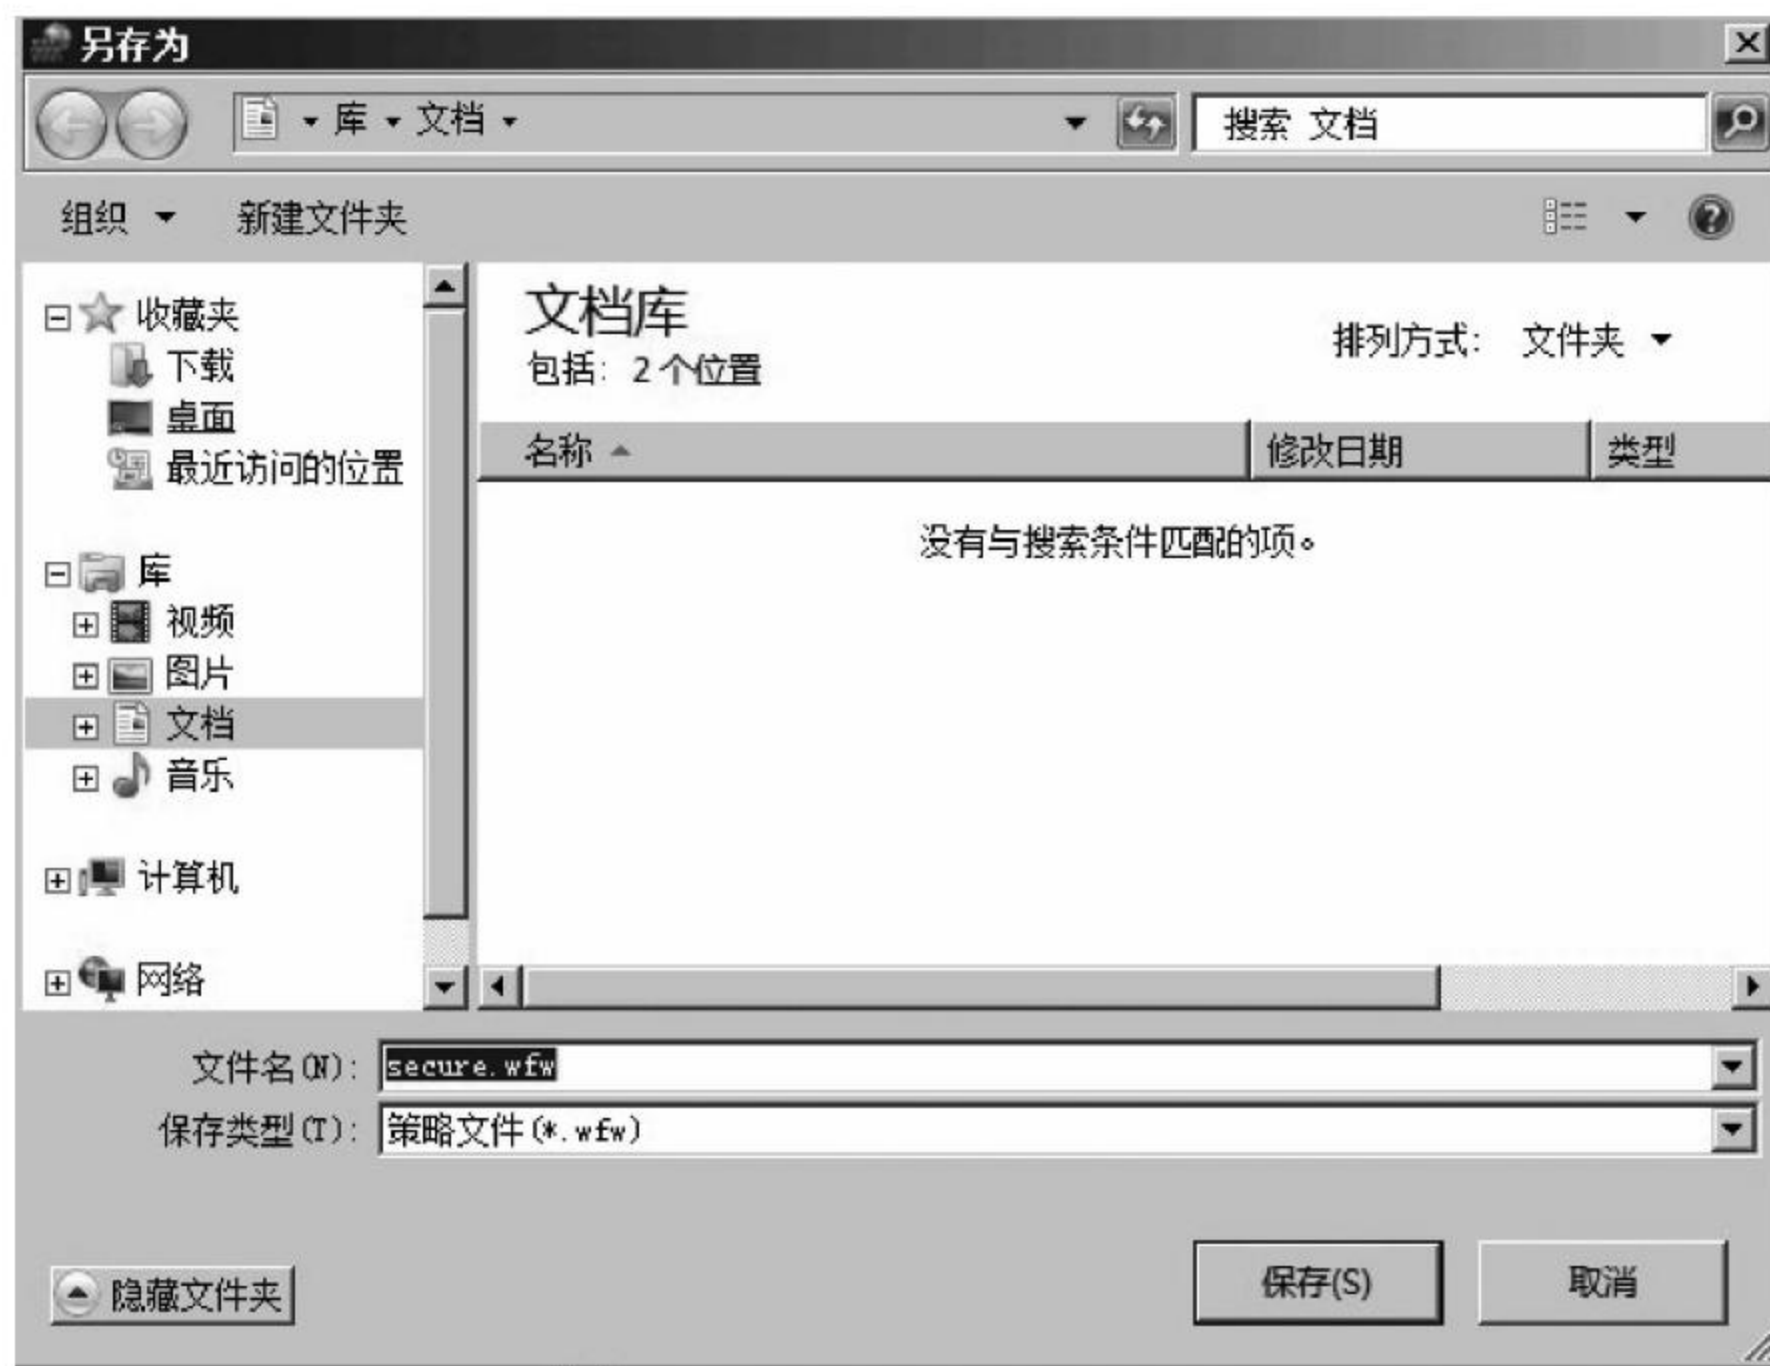 另存为
库 文档
搜索 文档
组织 新建文件夹
收藏夹
下载
桌面
最近访问的位置
库
视频
图片
文档
音乐
计算机
网络
文档库
包括: 2 个位置
排列方式: 文件夹
名称 修改日期 类型
没有与搜索条件匹配的项。
文件名(N): secure.wfw
保存类型(T): 策略文件(*.wfw)
隐藏文件夹
保存(S) 取消